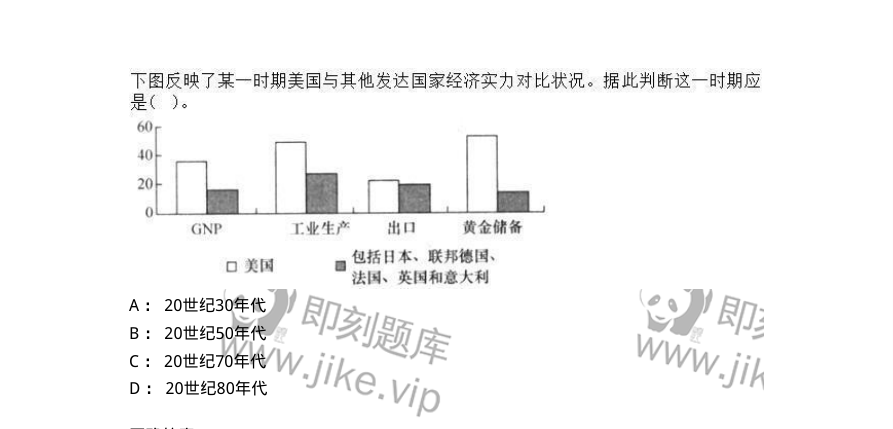 下图反映了某一时期美国与其他发达国家经济实力对比状况。据此判断这一时期应
是( )。
60
40
20
0
GNP 工业生产 出口 黄金储备
美国
包括日本、联邦德国、
法国、英国和意大利
A： 20世纪30年代
B： 20世纪50年代
C： 20世纪70年代
D： 20世纪80年代
即刻题库
www.jike.vip
即刻
www.jik